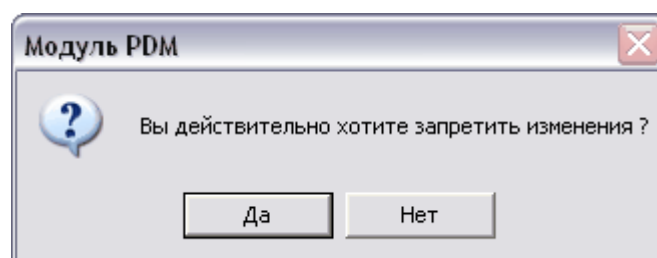 Модуль PDM
Вы действительно хотите запретить изменения ?
Да
Нет